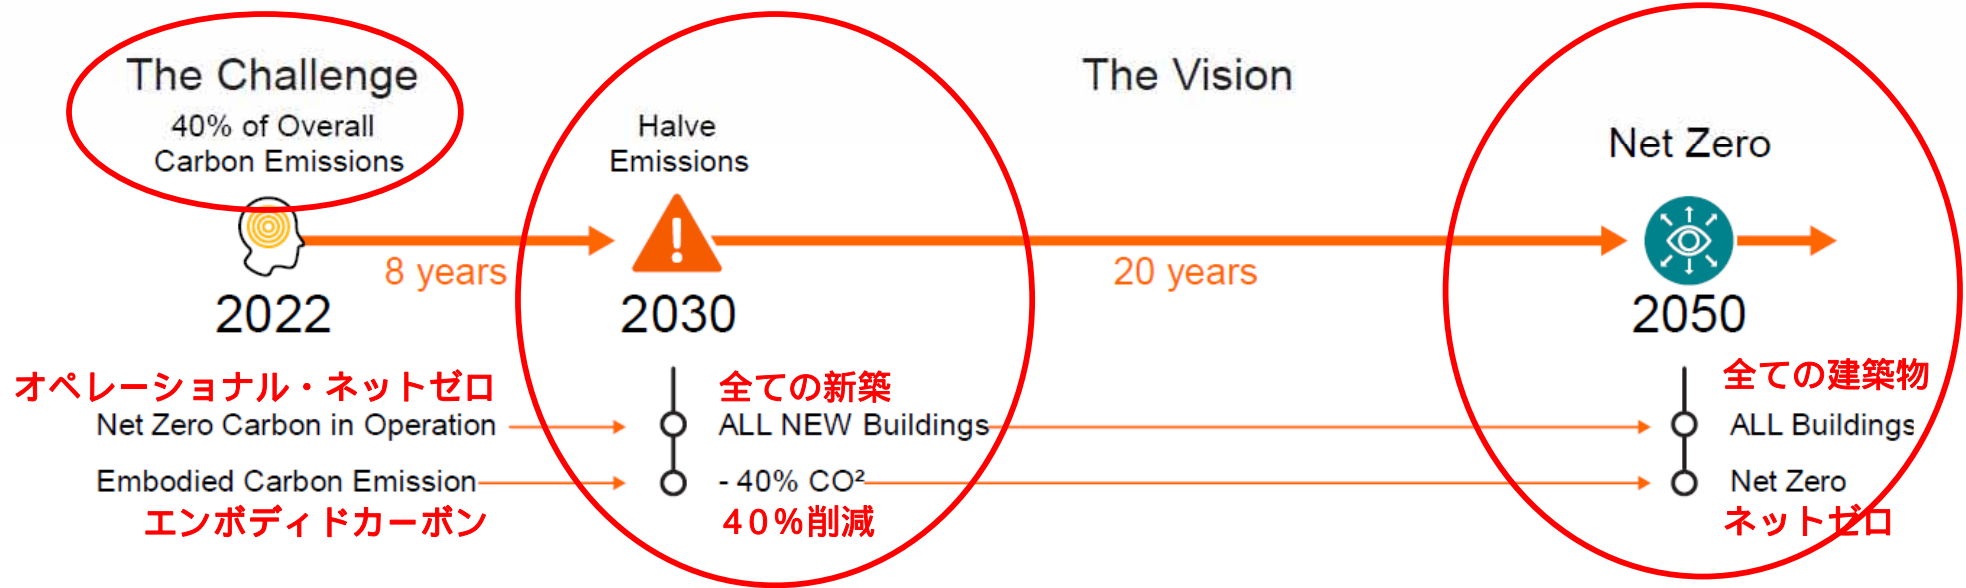 The Challenge
40% of Overall
Carbon Emissions
Halve
Emissions
The Vision
Net Zero
8 years
20 years
2022
2030
2050
オペレーショナル・ネットゼロ
全ての新築
全ての建築物
Net Zero Carbon in Operation
ALL NEW Buildings
ALL Buildings
Embodied Carbon Emission
- 40% CO²
Net Zero
エンボディドカーボン
40%削減
ネットゼロ